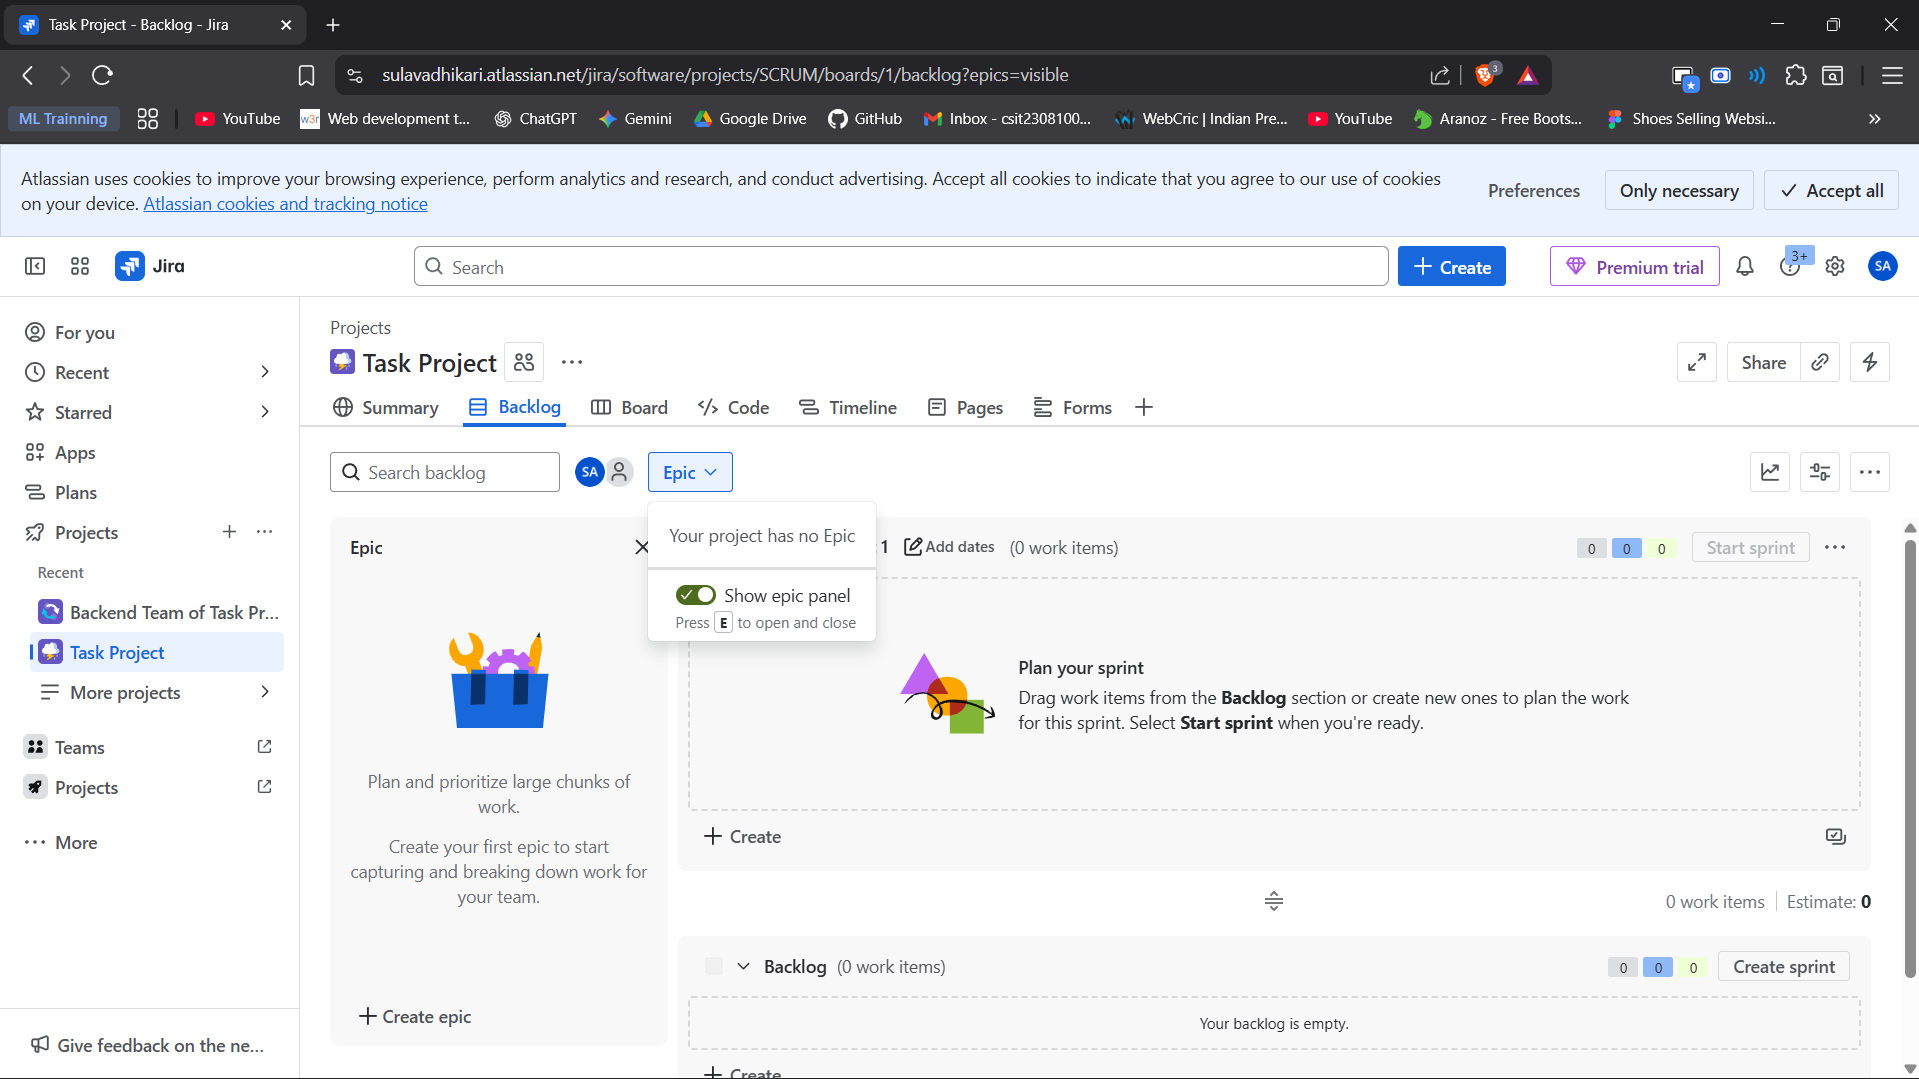 Task Project - Backlog - Jira
sulavadhikari.atlassian.net/jira/software/projects/SCRUM/boards/1/backlog?epics=visible
3
ML Trainning
YouTube
Web development t...
ChatGPT
Gemini
Google Drive
GitHub
Inbox - csit2308100...
WebCric | Indian Pre...
YouTube
Aranoz - Free Boots...
Shoes Selling Websi...
Atlassian uses cookies to improve your browsing experience, perform analytics and research, and conduct advertising. Accept all cookies to indicate that you agree to our use of cookies
on your device. Atlassian cookies and tracking notice
Preferences
Only necessary
Accept all
Jira
Search
Create
Premium trial
3+
SA
For you
Recent
Starred
Apps
Plans
Projects
Recent
Backend Team of Task Pr...
Task Project
More projects
Teams
Projects
More
Give feedback on the ne...
Projects
Task Project
Share
Summary
Backlog
Board
Code
Timeline
Pages
Forms
Search backlog
SA
Epic
Your project has no Epic
Show epic panel
Press E to open and close
Epic
Plan and prioritize large chunks of
work.
Create your first epic to start
capturing and breaking down work for
your team.
Create epic
1
Add dates
(0 work items)
0 0 0
Start sprint
Plan your sprint
Drag work items from the Backlog section or create new ones to plan the work
for this sprint. Select Start sprint when you're ready.
Create
0 work items
Estimate: 0
Backlog (0 work items)
0 0 0
Create sprint
Your backlog is empty.
Create